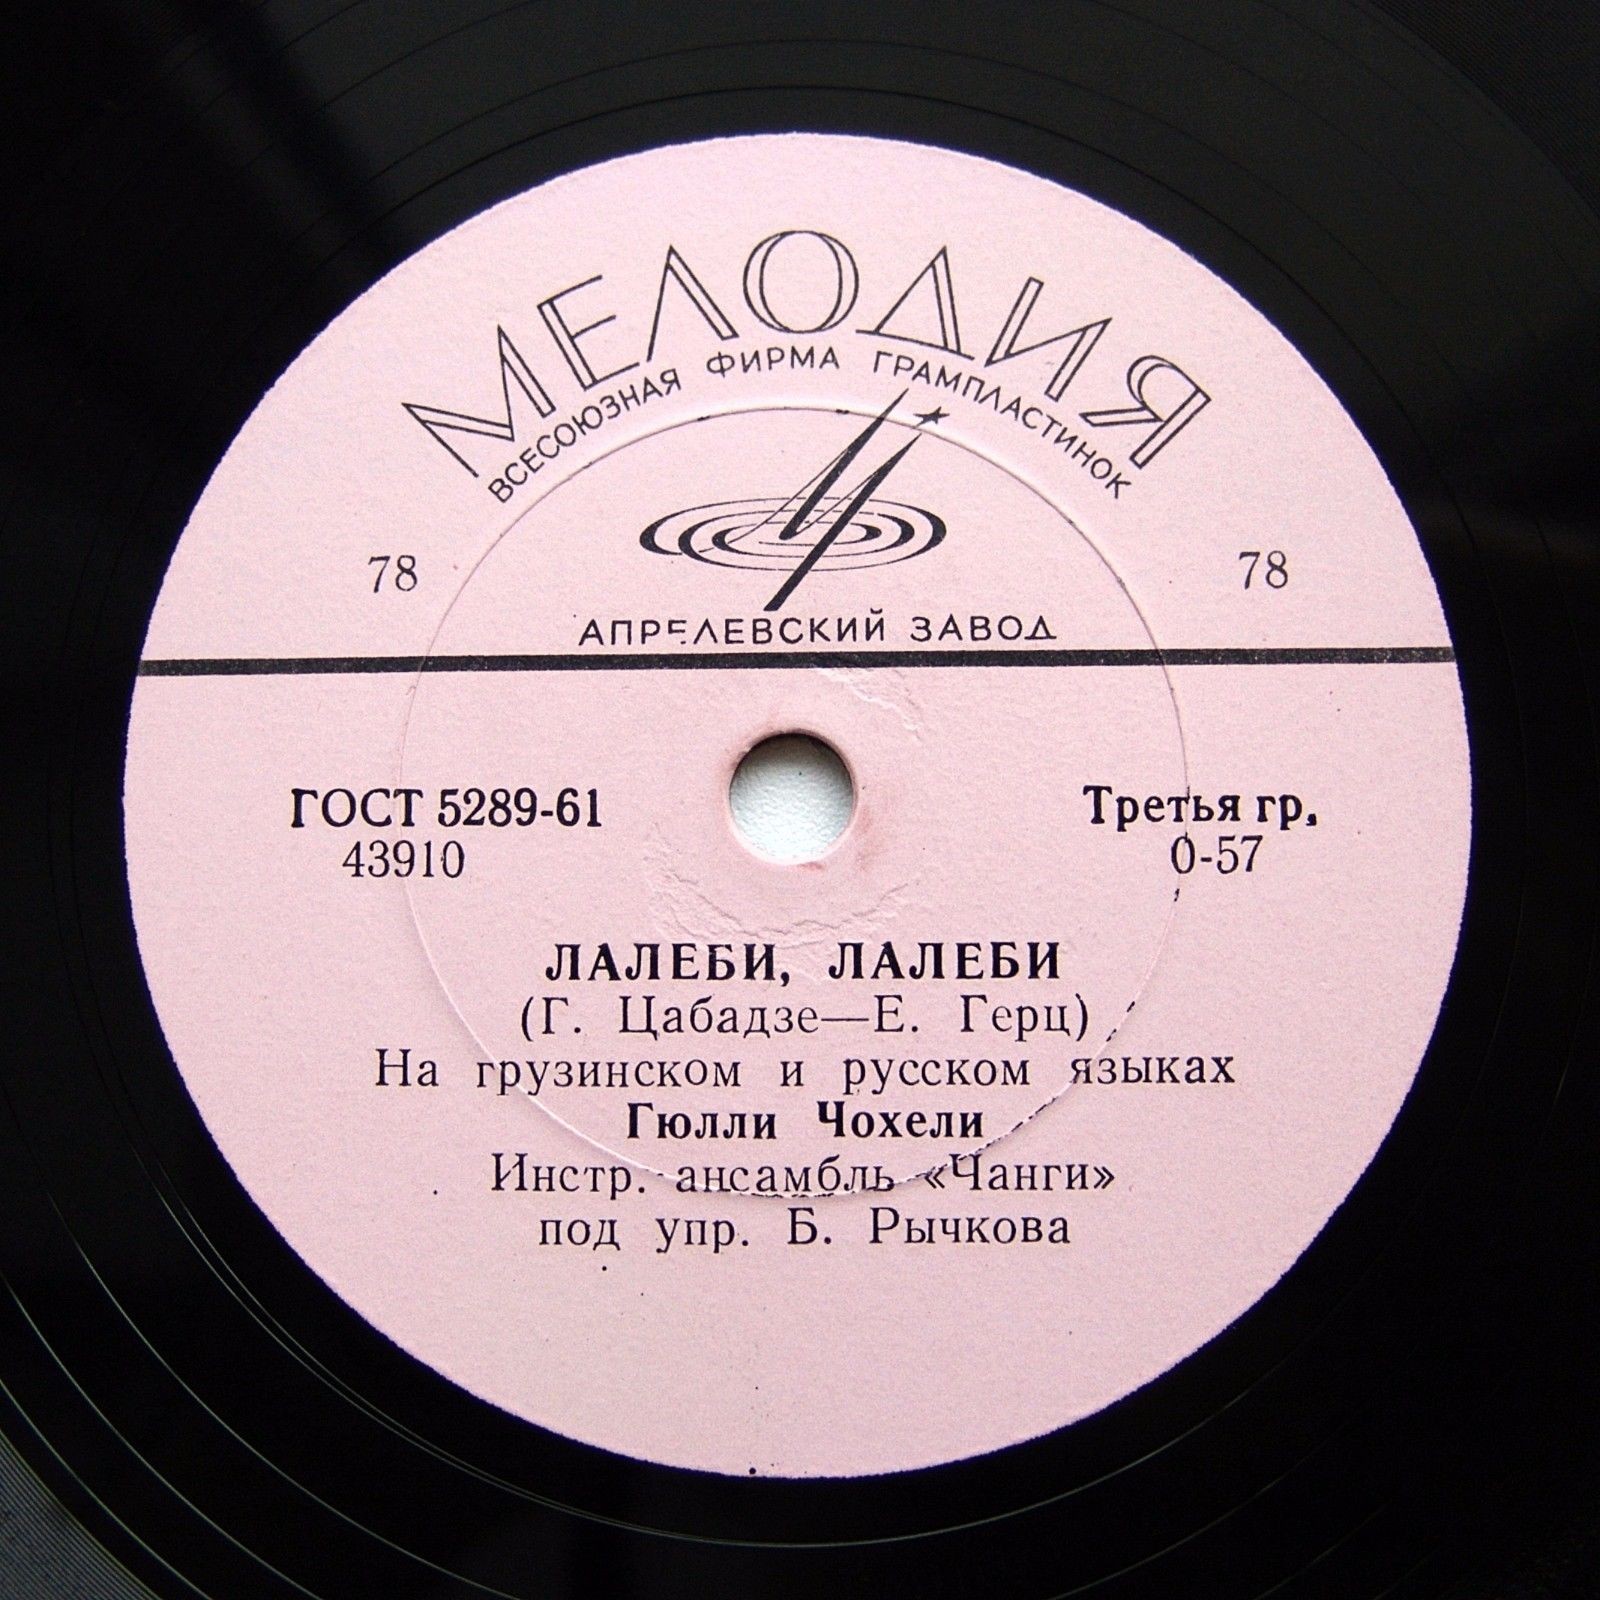 МЕЛОДИЯ
ВСЕСОЮЗНАЯ ФИРМА ГРАМПЛАСТИНОК
78 78
АПРЕЛЕВСКИЙ ЗАВОД
ГОСТ 5289-61 Третья гр.
43910 0-57
ЛАЛЕБИ, ЛАЛЕБИ
(Г. Цабадзе—Е. Герц)
На грузинском и русском языках
Гюлли Чохели
Инстр. ансамбль «Чанги»
под упр. Б. Рычкова